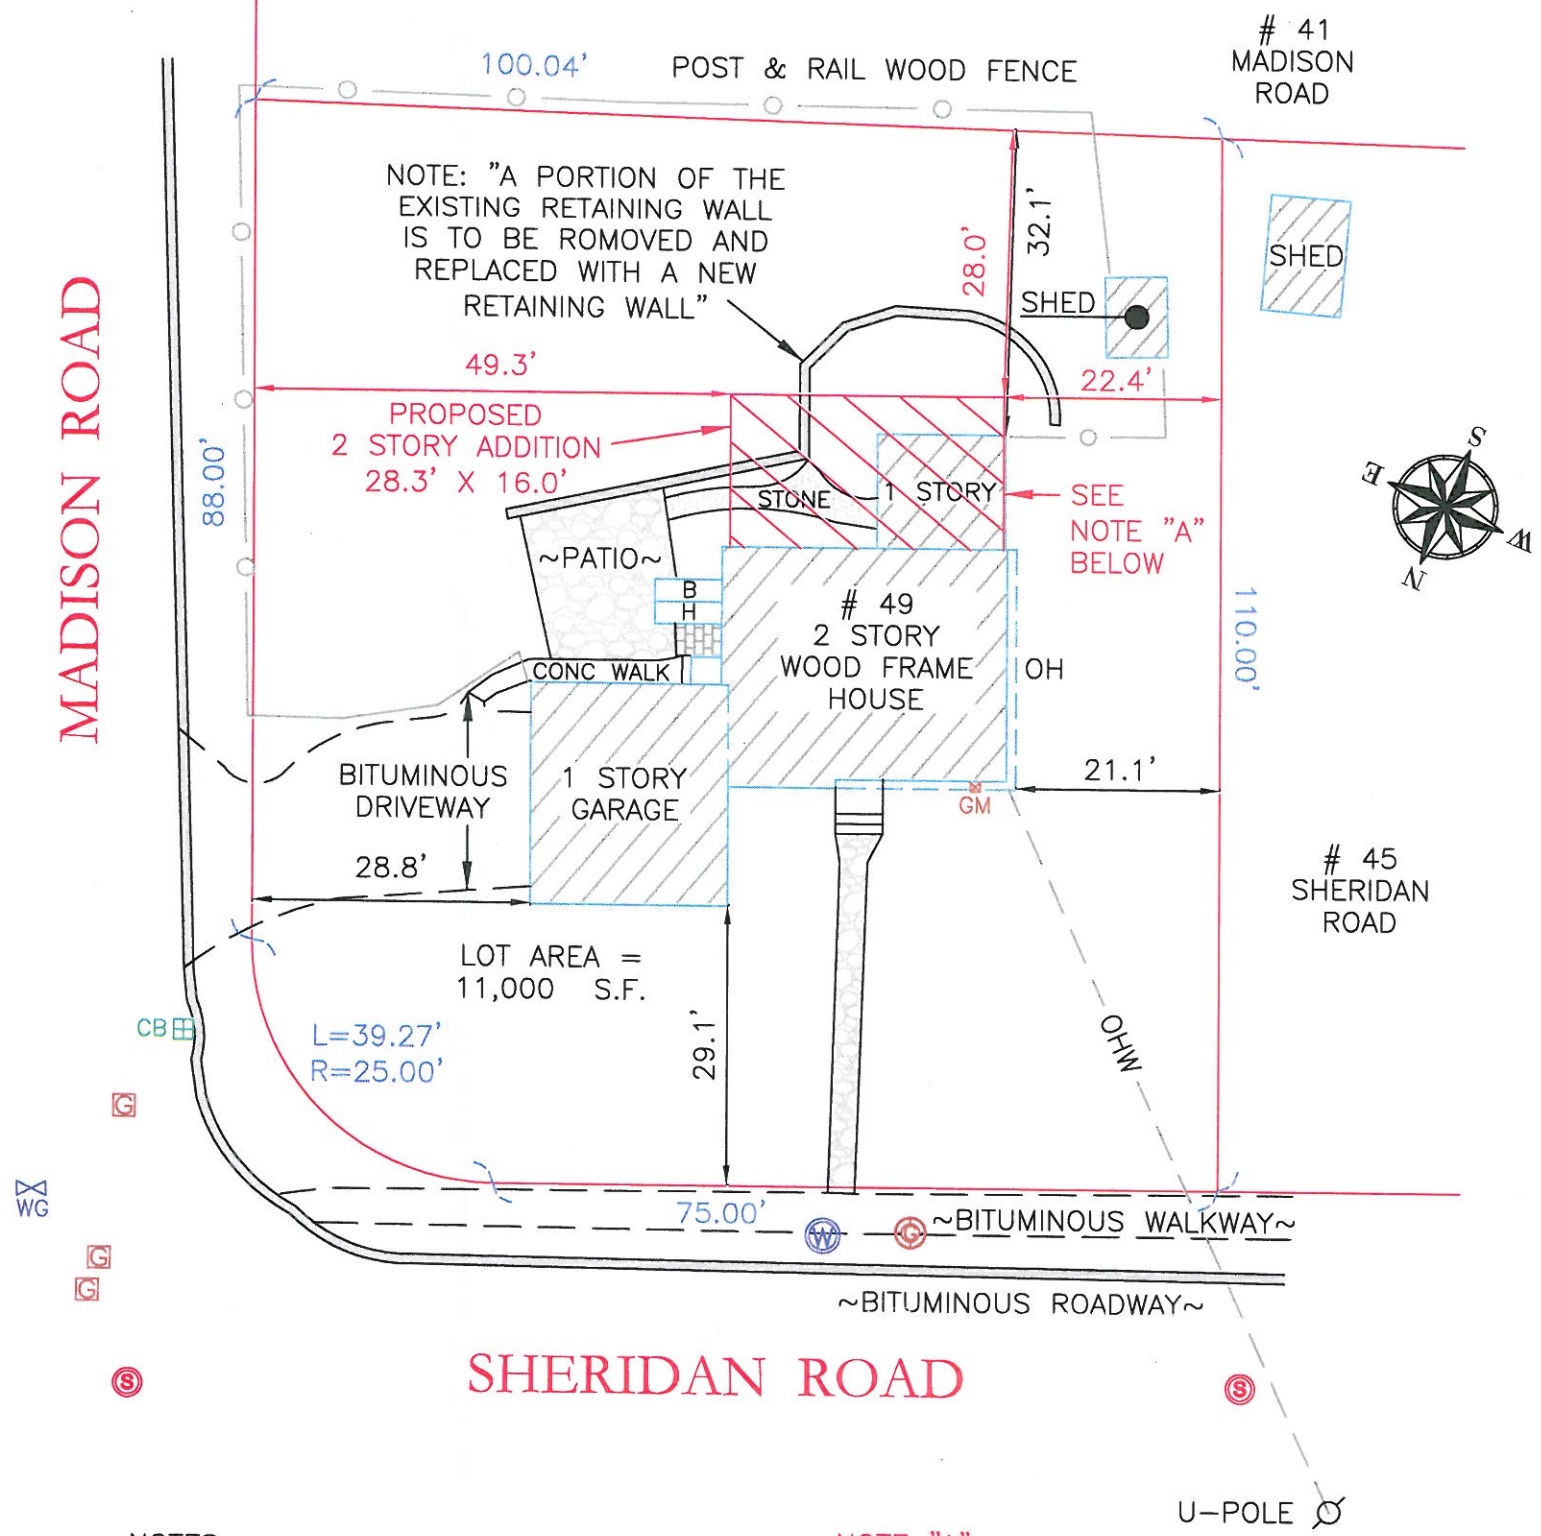 # 41
MADISON
ROAD
100.04'
POST & RAIL WOOD FENCE
NOTE: "A PORTION OF THE
EXISTING RETAINING WALL
IS TO BE ROMOVED AND
REPLACED WITH A NEW
RETAINING WALL"
28.0'
32.1'
SHED
SHED
49.3'
22.4'
PROPOSED
2 STORY ADDITION
28.3' X 16.0'
MADISON ROAD
88.00'
STONE
1 STORY
SEE
NOTE "A"
BELOW
S
E
W
N
~PATIO~
B
H
# 49
2 STORY
WOOD FRAME
HOUSE
OH
110.00'
CONC WALK
BITUMINOUS
DRIVEWAY
1 STORY
GARAGE
21.1'
GM
28.8'
# 45
SHERIDAN
ROAD
LOT AREA =
11,000 S.F.
CB
L=39.27'
R=25.00'
29.1'
OHW
G
WG
75.00'
W
G
~BITUMINOUS WALKWAY~
G
G
~BITUMINOUS ROADWAY~
SHERIDAN ROAD
S
S
U-POLE